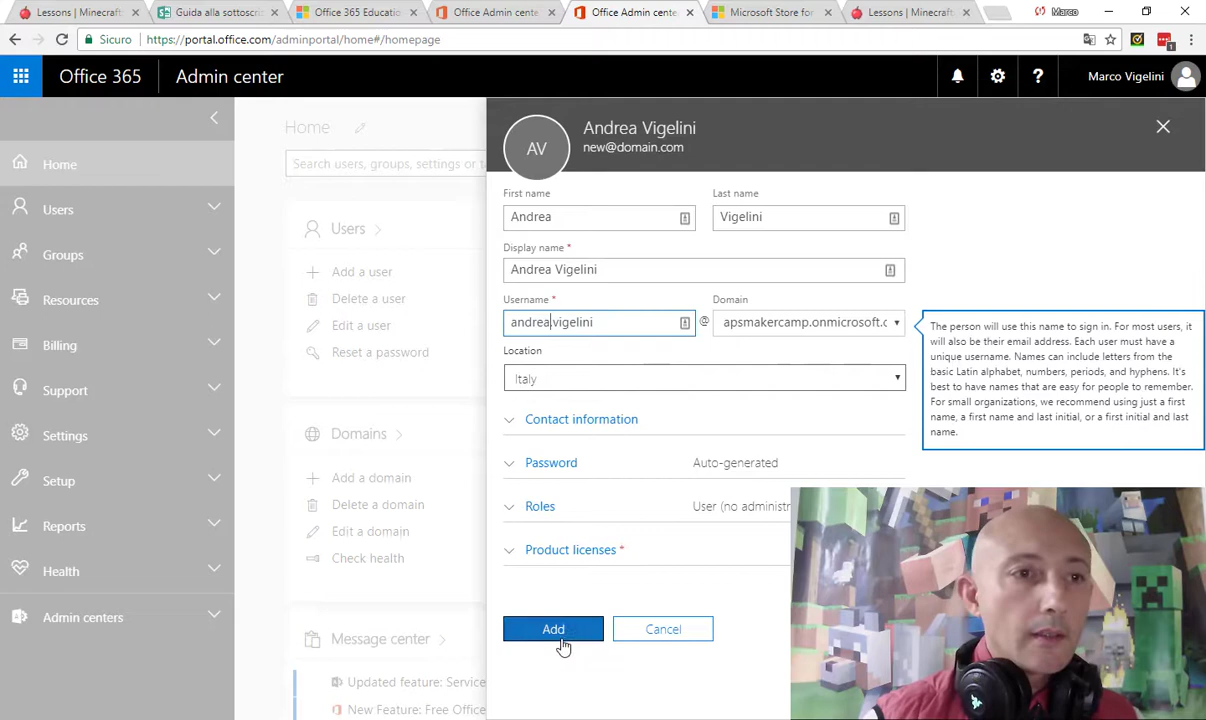 Lessons | Minecraft
Guida alla sottoscri
Office 365 Educatio
Office Admin cente
Office Admin cente
Microsoft Store for
Lessons | Minecraft
Marco
Sicuro
https://portal.office.com/adminportal/home#/homepage
1
Office 365
Admin center
?
Marco Vigelini
Home
Users
Groups
Resources
Billing
Support
Settings
Setup
Reports
Health
Admin centers
Home
Search users, groups, settings or ta
Users
Add a user
Delete a user
Edit a user
Reset a password
Domains
Add a domain
Delete a domain
Edit a domain
Check health
Message center
Updated feature: Service
New Feature: Free Office
AV
Andrea Vigelini
new@domain.com
First name
Last name
Andrea
Vigelini
Display name *
Andrea Vigelini
Username *
Domain
andrea.vigelini
@
apsmakercamp.onmicrosoft.c
Location
Italy
Contact information
Password
Auto-generated
Roles
User (no administr
Product licenses *
Add
Cancel
The person will use this name to sign in. For most users, it
will also be their email address. Each user must have a
unique username. Names can include letters from the
basic Latin alphabet, numbers, periods, and hyphens. It's
best to have names that are easy for people to remember.
For small organizations, we recommend using just a first
name, a first name and last initial, or a first initial and last
name.